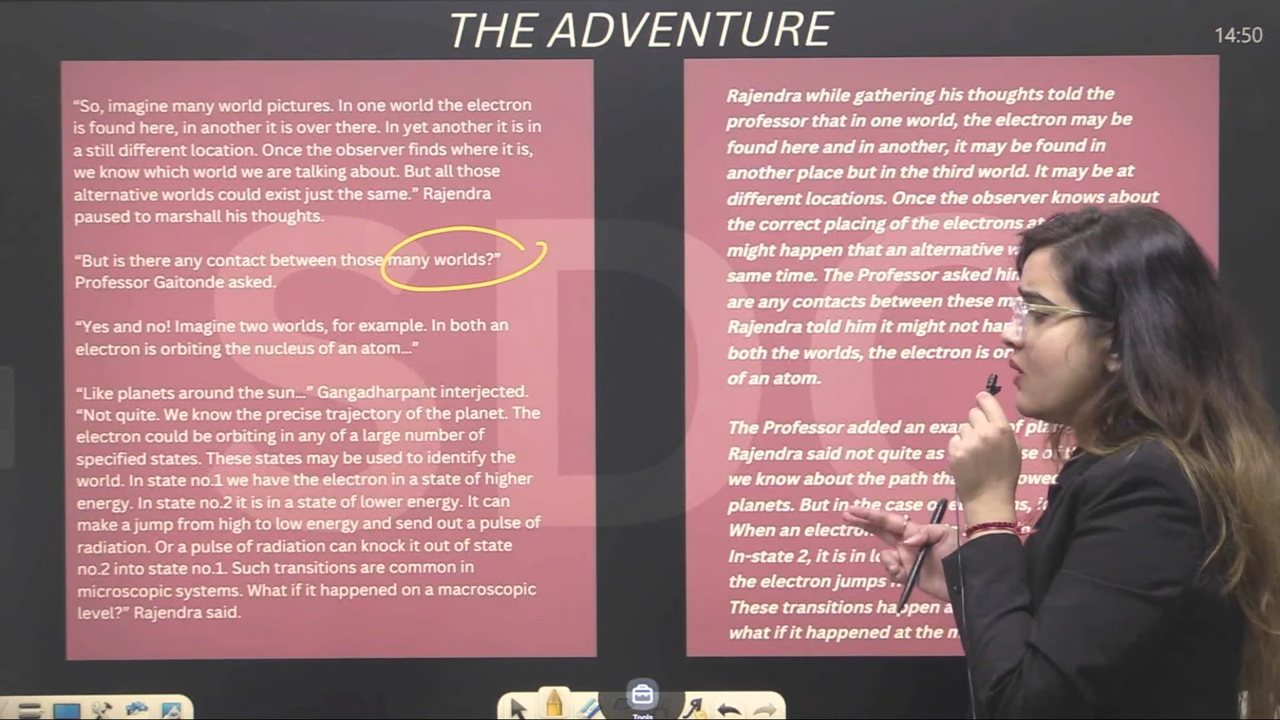 THE ADVENTURE
14:50
“So, imagine many world pictures. In one world the electron
is found here, in another it is over there. In yet another it is in
a still different location. Once the observer finds where it is,
we know which world we are talking about. But all those
alternative worlds could exist just the same.” Rajendra
paused to marshall his thoughts.
“But is there any contact between those many worlds?”
Professor Gaitonde asked.
“Yes and no! Imagine two worlds, for example. In both an
electron is orbiting the nucleus of an atom...”
“Like planets around the sun...” Gangadharpant interjected.
“Not quite. We know the precise trajectory of the planet. The
electron could be orbiting in any of a large number of
specified states. These states may be used to identify the
world. In state no.1 we have the electron in a state of higher
energy. In state no.2 it is in a state of lower energy. It can
make a jump from high to low energy and send out a pulse of
radiation. Or a pulse of radiation can knock it out of state
no.2 into state no.1. Such transitions are common in
microscopic systems. What if it happened on a macroscopic
level?” Rajendra said.
Rajendra while gathering his thoughts told the
professor that in one world, the electron may be
found here and in another, it may be found in
another place but in the third world. It may be at
different locations. Once the observer knows about
the correct placing of the electrons
might happen that an alternative
same time. The Professor asked
are any contacts between these
Rajendra told him it might not
both the worlds, the electron is
of an atom.
The Professor added an of
Rajendra said not quite as of
we know about the path
planets. But in the case of
When an
In-state 2, it is in
the electron jumps
These transitions happen
what if it happened at the
Tools
SD